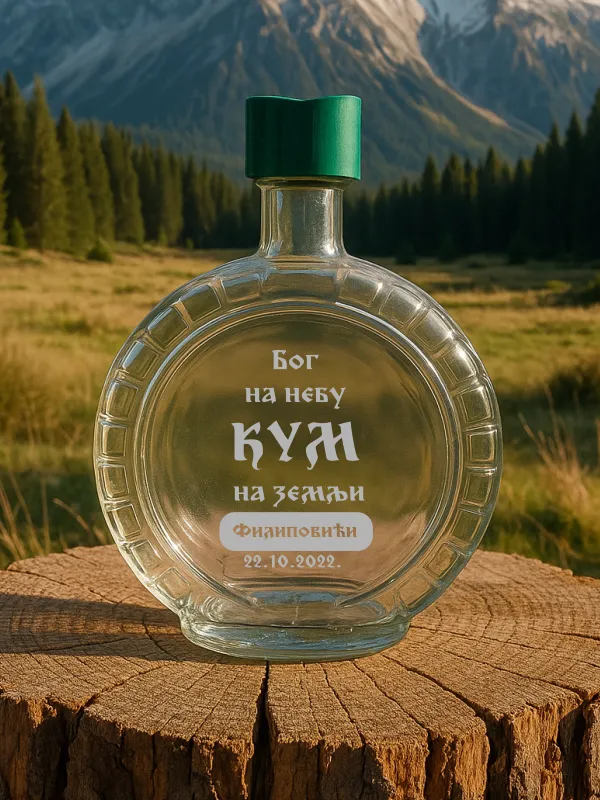 Бог
на небу
КУМ
на земљи
Филиповићи
22.10.2022.